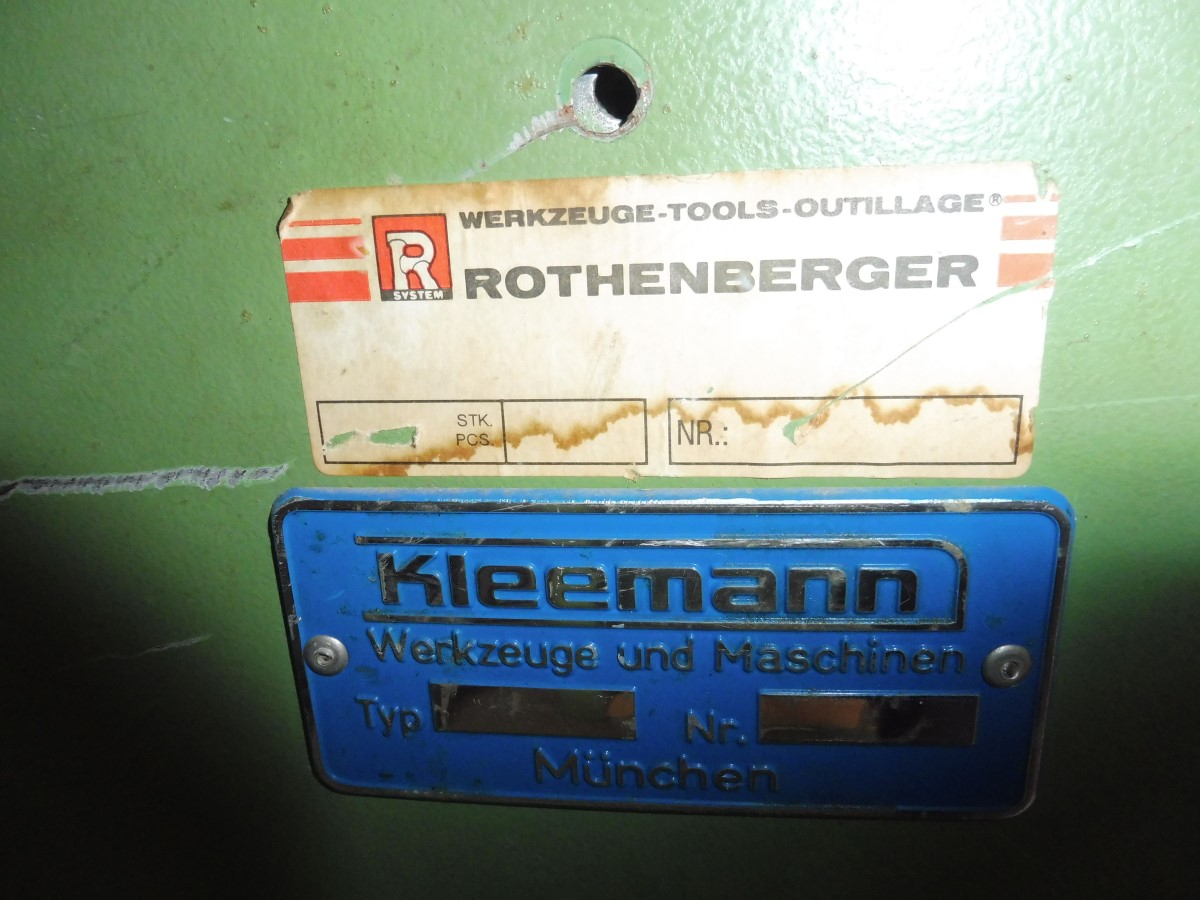 WERKZEUGE-TOOLS-OUTILLAGE®
R
SYSTEM
ROTHENBERGER
STK.
PCS.
NR.:
Kleemann
Werkzeuge und Maschinen
Typ Nr.
München